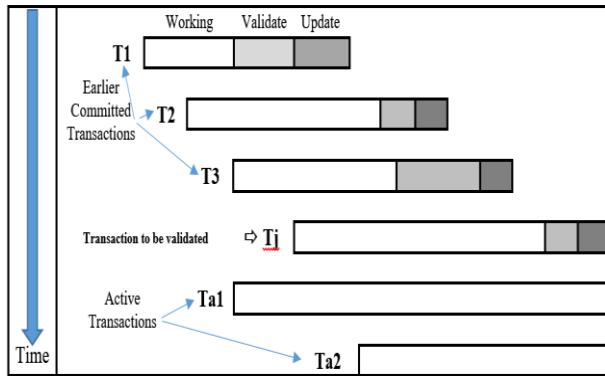 Working Validate Update
T1
Earlier
Committed
Transactions
T2
T3
Transaction to be validated ⇨ Tj
Active
Transactions
Ta1
Ta2
Time